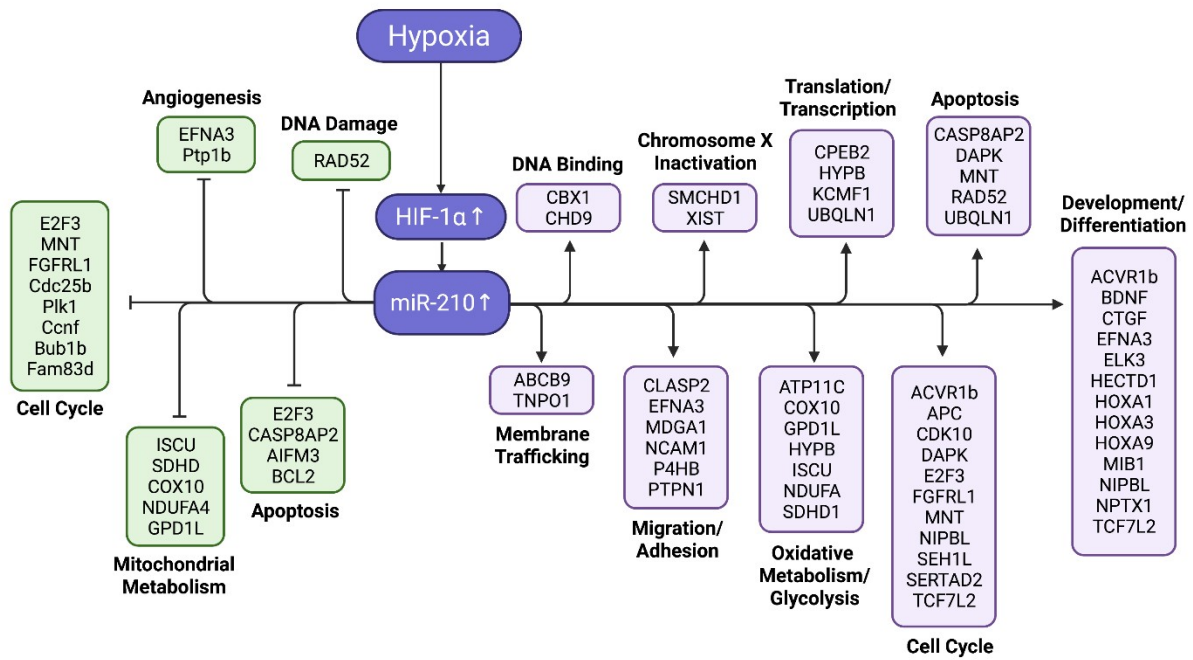 Hypoxia
HIF-1α↑
miR-210↑
Angiogenesis
EFNA3
Ptp1b
DNA Damage
RAD52
E2F3
MNT
FGFRL1
Cdc25b
Plk1
Ccnf
Bub1b
Fam83d
Cell Cycle
ISCU
SDHD
COX10
NDUFA4
GPD1L
Mitochondrial
Metabolism
E2F3
CASP8AP2
AIFM3
BCL2
Apoptosis
DNA Binding
CBX1
CHD9
Chromosome X
Inactivation
SMCHD1
XIST
Translation/
Transcription
CPEB2
HYPB
KCMF1
UBQLN1
Apoptosis
CASP8AP2
DAPK
MNT
RAD52
UBQLN1
Development/
Differentiation
ACVR1b
BDNF
CTGF
EFNA3
ELK3
HECTD1
HOXA1
HOXA3
HOXA9
MIB1
NIPBL
NPTX1
TCF7L2
ABCB9
TNPO1
Membrane
Trafficking
CLASP2
EFNA3
MDGA1
NCAM1
P4HB
PTPN1
Migration/
Adhesion
ATP11C
COX10
GPD1L
HYPB
ISCU
NDUFA
SDHD1
Oxidative
Metabolism/
Glycolysis
ACVR1b
APC
CDK10
DAPK
E2F3
FGFRL1
MNT
NIPBL
SEH1L
SERTAD2
TCF7L2
Cell Cycle